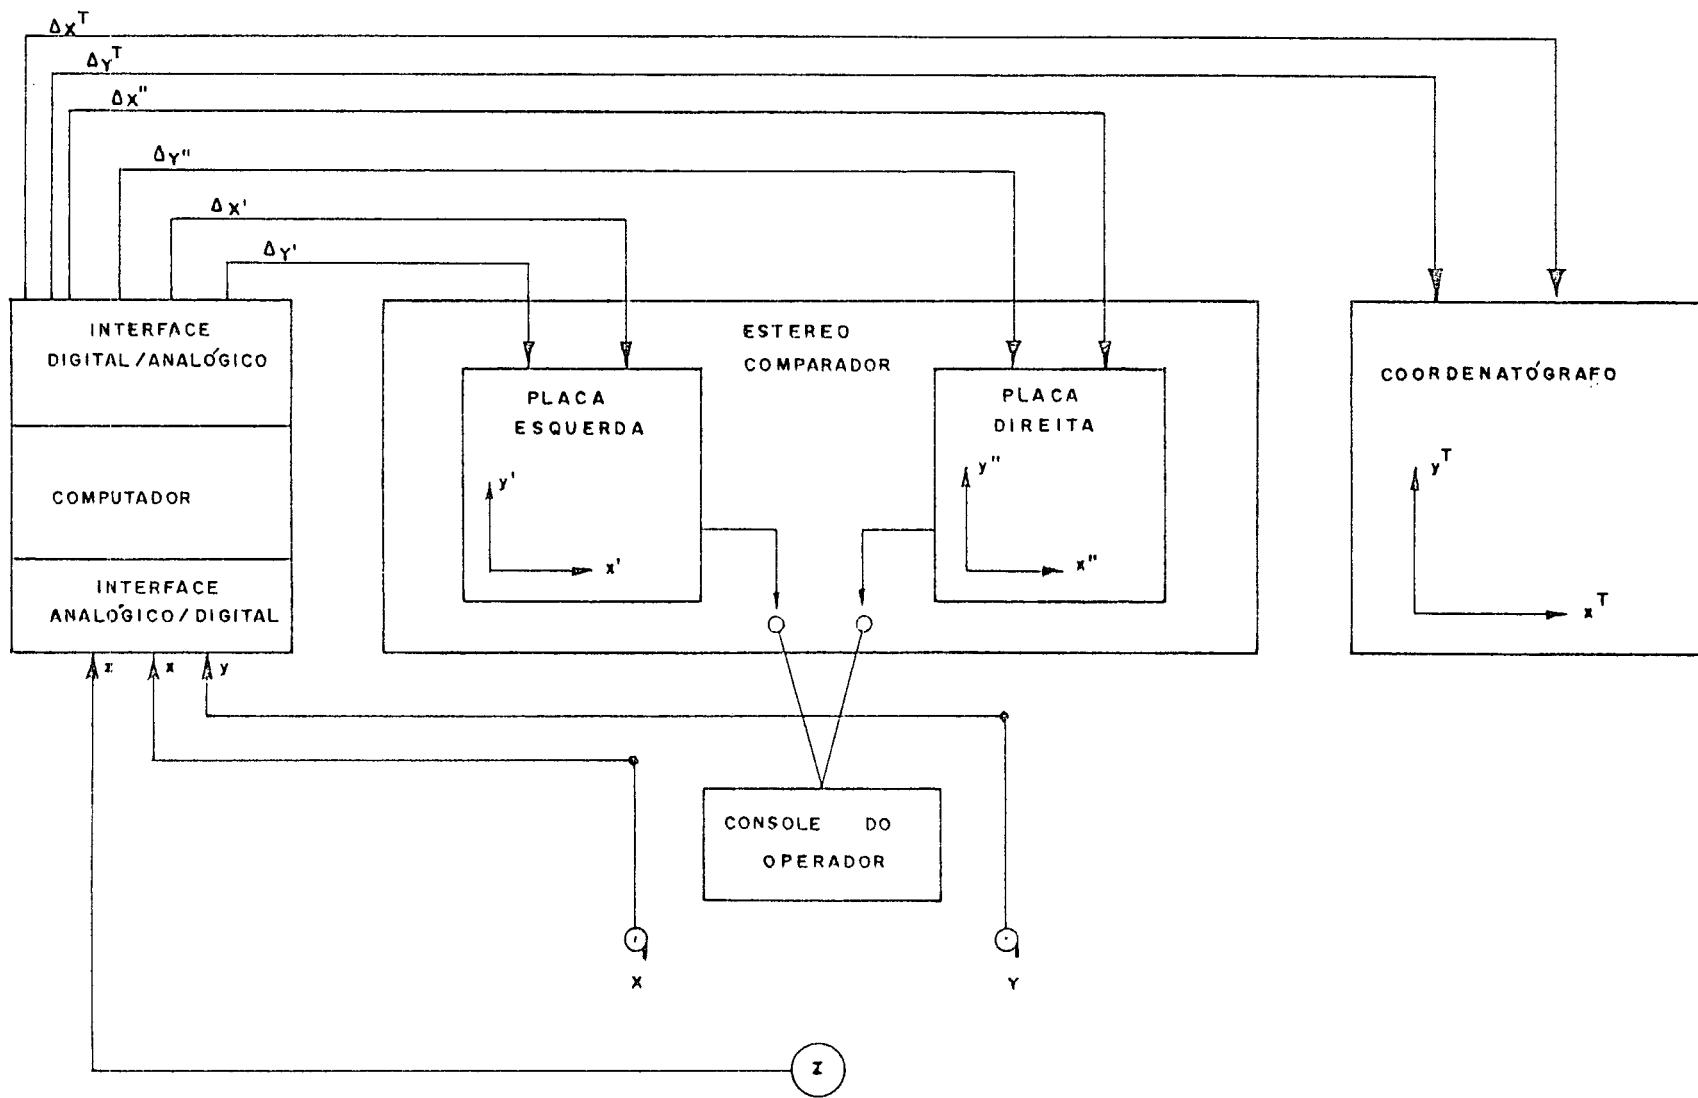 ΔX^T
ΔY^T
ΔX"
ΔY"
ΔX'
ΔY'
INTERFACE
DIGITAL/ANALÓGICO
COMPUTADOR
INTERFACE
ANALÓGICO/DIGITAL
z x y
ESTEREO
COMPARADOR
PLACA
ESQUERDA
y'
x'
PLACA
DIREITA
y"
x"
COORDENATÓGRAFO
y^T
x^T
CONSOLE DO
OPERADOR
X
Y
Z